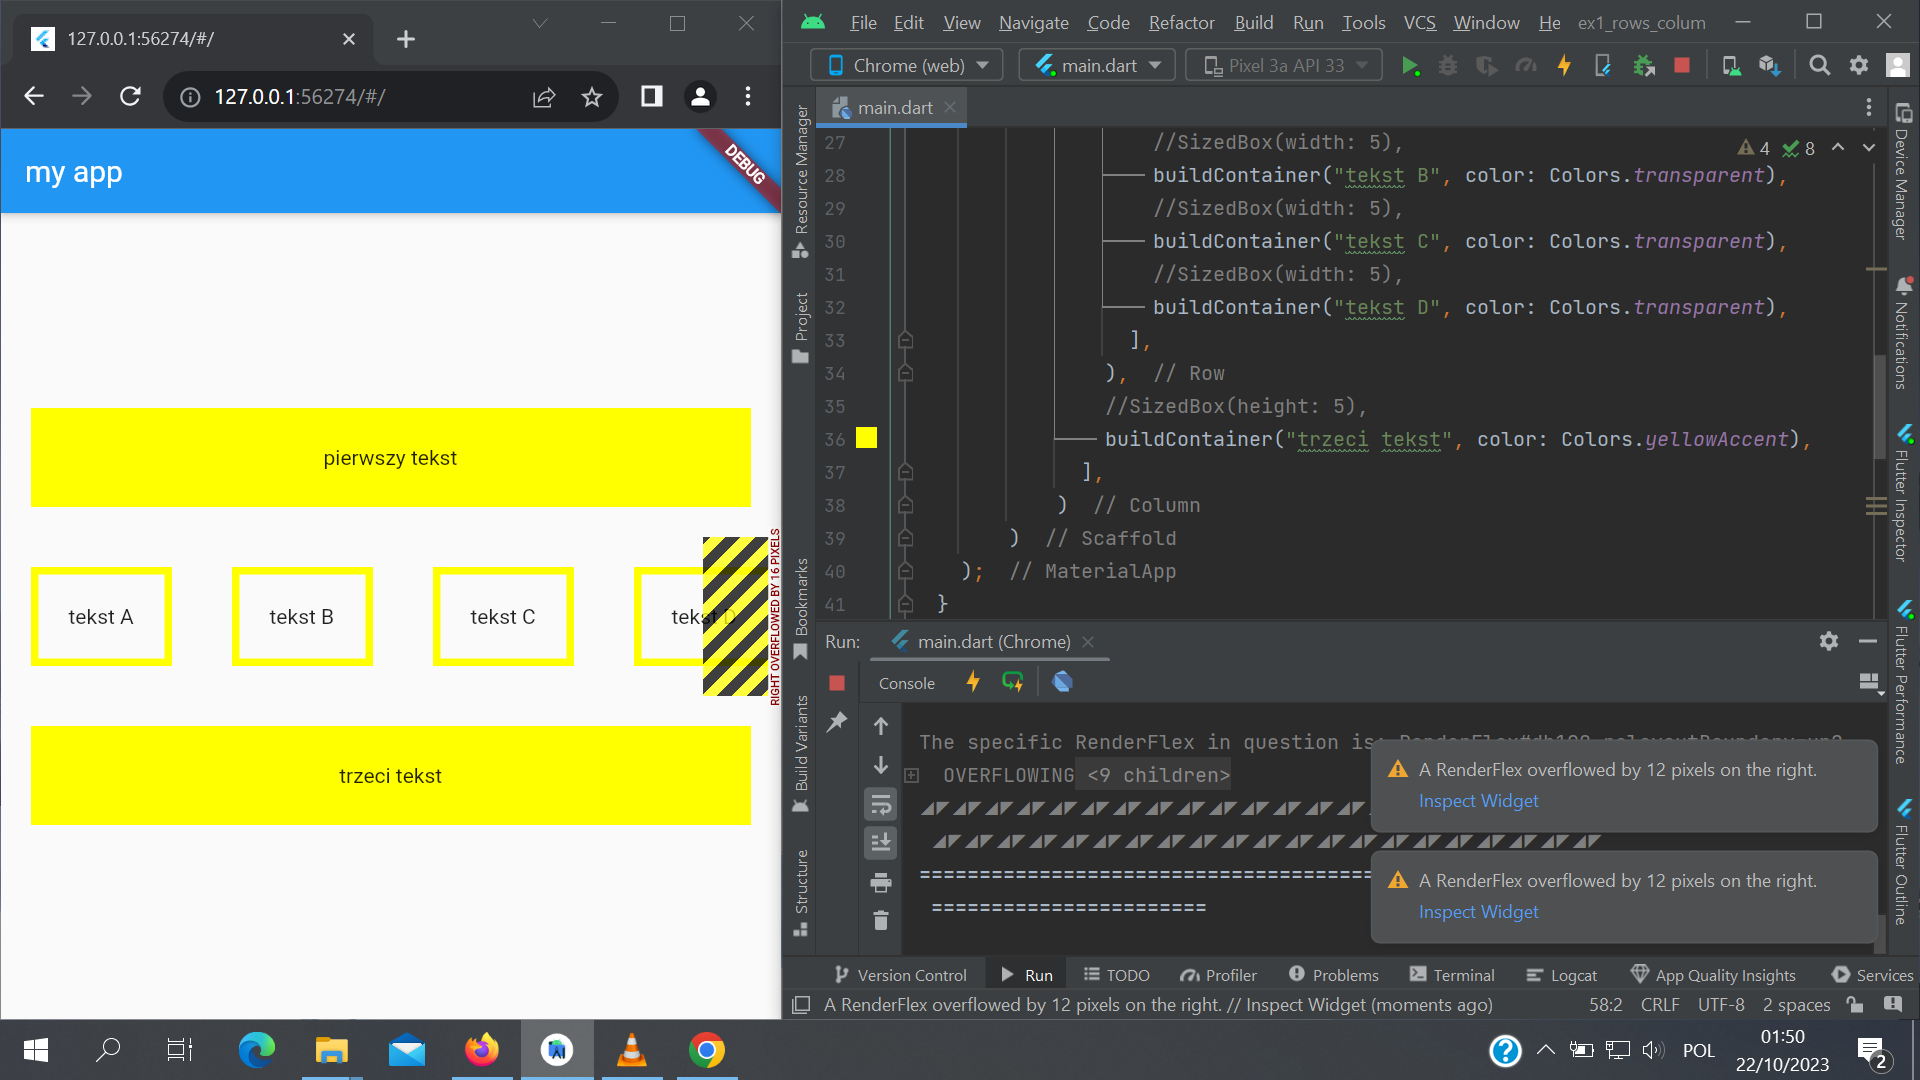 127.0.0.1:56274/#/
127.0.0.1:56274/#/
my app
DEBUG
pierwszy tekst
tekst A
tekst B
tekst C
tekst D
RIGHT OVERFLOWED BY 16 PIXELS
trzeci tekst
File Edit View Navigate Code Refactor Build Run Tools VCS Window He ex1_rows_colum
Chrome (web) main.dart Pixel 3a API 33
main.dart
4 8
27 //SizedBox(width: 5),
28 buildContainer("tekst B", color: Colors.transparent),
29 //SizedBox(width: 5),
30 buildContainer("tekst C", color: Colors.transparent),
31 //SizedBox(width: 5),
32 buildContainer("tekst D", color: Colors.transparent),
33 ],
34 ), // Row
35 //SizedBox(height: 5),
36 buildContainer("trzeci tekst", color: Colors.yellowAccent),
37 ],
38 ) // Column
39 ) // Scaffold
40 ); // MaterialApp
41 }
Resource Manager
Project
Bookmarks
Build Variants
Structure
Device Manager
Notifications
Flutter Inspector
Flutter Performance
Flutter Outline
Run: main.dart (Chrome)
Console
The specific RenderFlex in question is:
OVERFLOWING <9 children>
======================================
=======================
A RenderFlex overflowed by 12 pixels on the right.
Inspect Widget
A RenderFlex overflowed by 12 pixels on the right.
Inspect Widget
Version Control Run TODO Profiler Problems Terminal Logcat App Quality Insights Services
A RenderFlex overflowed by 12 pixels on the right. // Inspect Widget (moments ago) 58:2 CRLF UTF-8 2 spaces
POL
01:50
22/10/2023
2